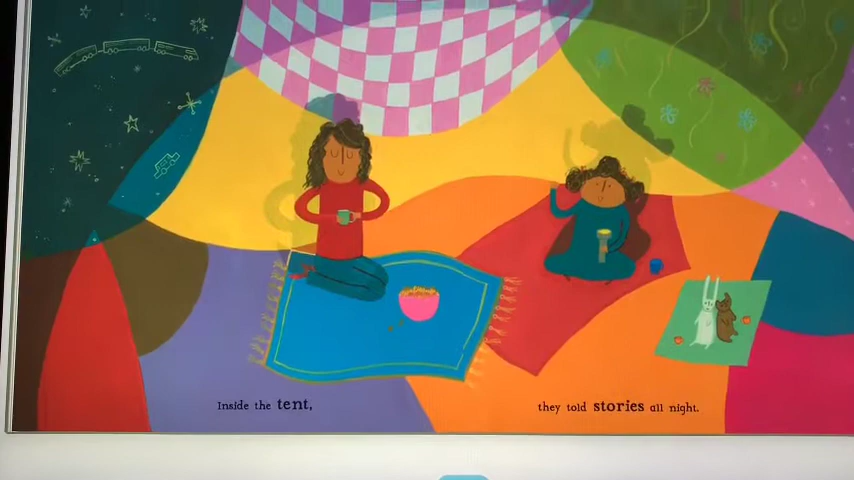 Inside the tent,
they told stories all night.